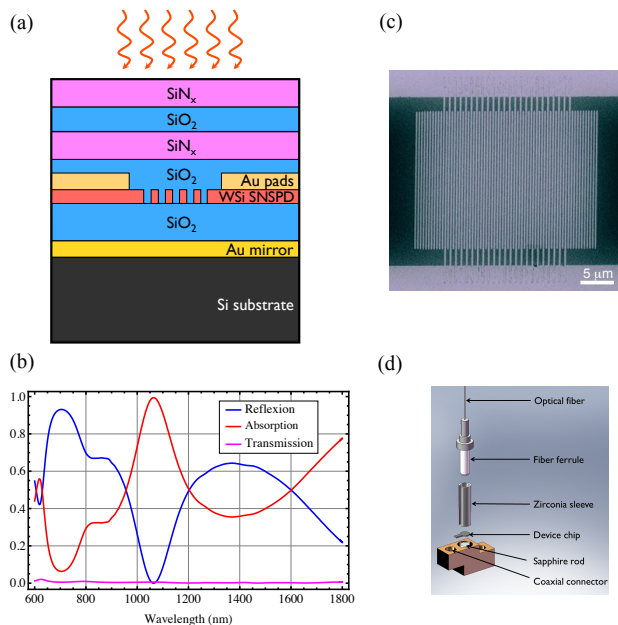 (a)
SiNₓ
SiO₂
SiNₓ
SiO₂
Au pads
WSi SNSPD
SiO₂
Au mirror
Si substrate
(c)
5 μm
(b)
1.0
0.8
0.6
0.4
0.2
0.0
Reflexion
Absorption
Transmission
600 800 1000 1200 1400 1600 1800
Wavelength (nm)
(d)
Optical fiber
Fiber ferrule
Zirconia sleeve
Device chip
Sapphire rod
Coaxial connector